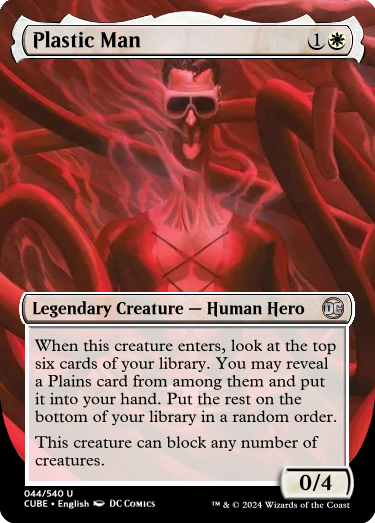 Plastic Man 1
Legendary Creature — Human Hero DC
When this creature enters, look at the top
six cards of your library. You may reveal
a Plains card from among them and put
it into your hand. Put the rest on the
bottom of your library in a random order.
This creature can block any number of
creatures.
0/4
044/540 U
CUBE • English DC COMICS ™ & © 2024 Wizards of the Coast